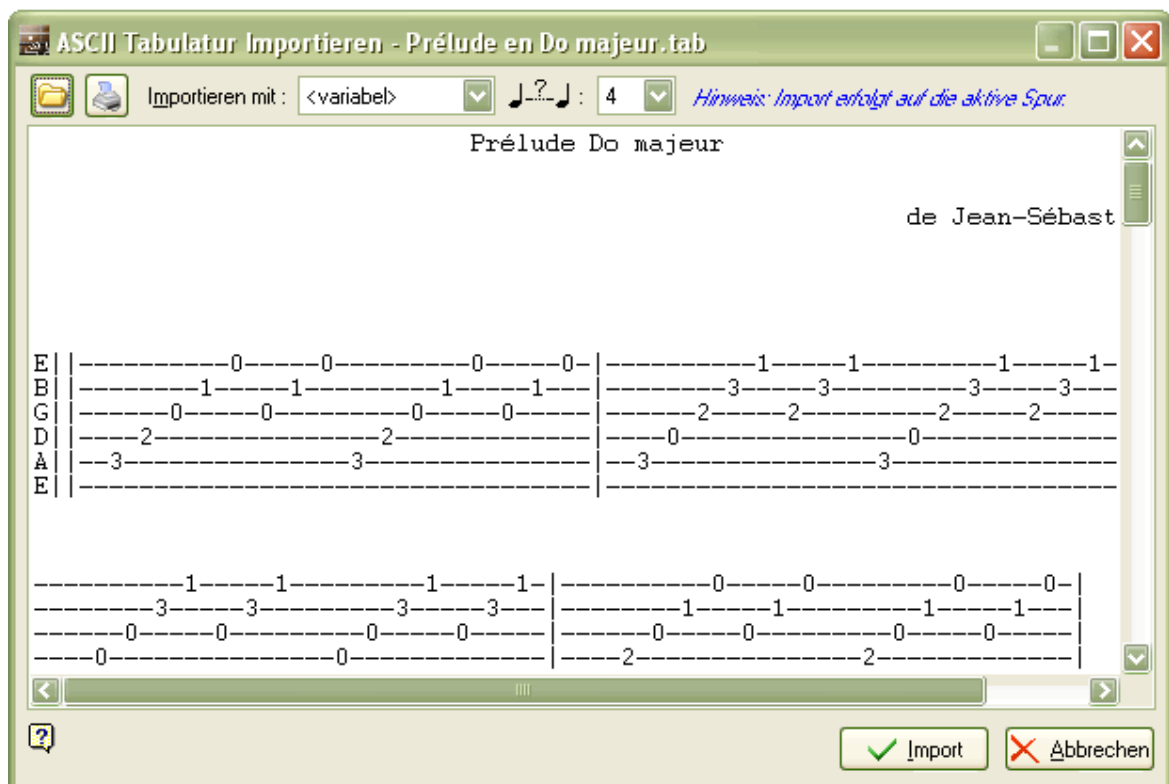 ASCII Tabulatur Importieren - Prélude en Do majeur.tab
Importieren mit : <variabel> ♩-?-♩ : 4 Hinweis: Import erfolgt auf die aktive Spur.
Prélude Do majeur
de Jean-Sébast
E||----------0-----0---------0-----0-|----------1-----1---------1-----1-
B||--------1-----1---------1-----1---|--------3-----3---------3-----3---
G||------0-----0---------0-----0-----|------2-----2---------2-----2-----
D||----2---------------2-------------|----0---------------0-------------
A||--3---------------3---------------|--3---------------3---------------
E||----------------------------------|----------------------------------
----------1-----1---------1-----1-|----------0-----0---------0-----0-|
--------3-----3---------3-----3---|--------1-----1---------1-----1---|
------0-----0---------0-----0-----|------0-----0---------0-----0-----|
----0---------------0-------------|----2---------------2-------------|
? Import Abbrechen